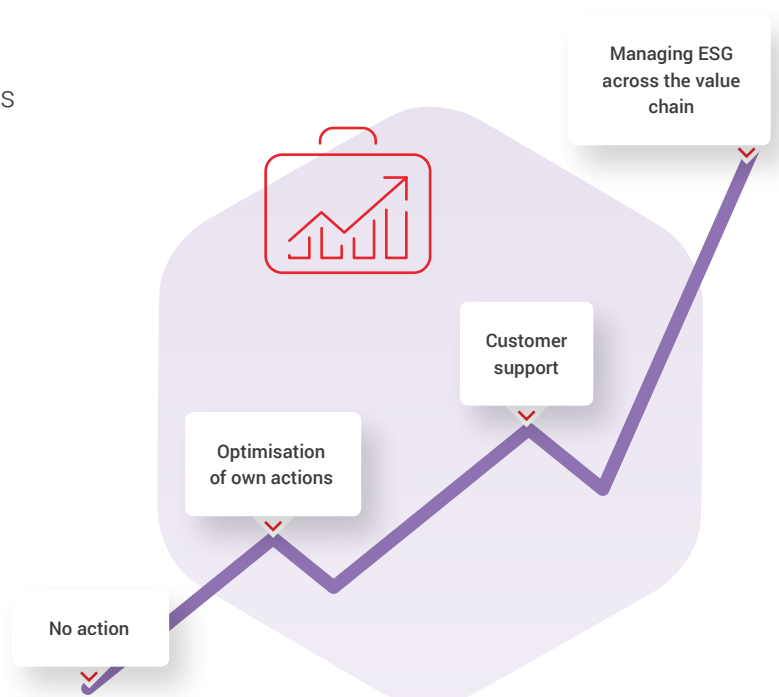 Managing ESG
across the value
chain
s
Customer
support
Optimisation
of own actions
No action